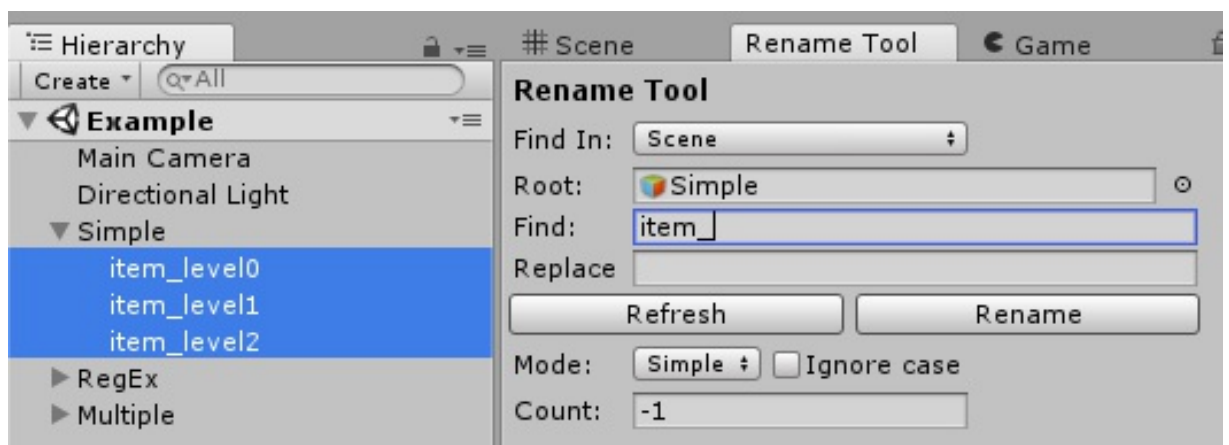 Hierarchy
Create
All
Example
Main Camera
Directional Light
Simple
item_level0
item_level1
item_level2
RegEx
Multiple
Scene
Rename Tool
Game
Rename Tool
Find In: Scene
Root: Simple
Find: item_
Replace
Refresh
Rename
Mode: Simple Ignore case
Count: -1